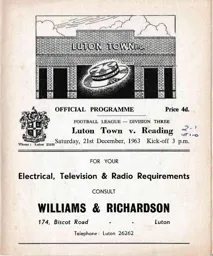 LUTON TOWN
OFFICIAL PROGRAMME Price 4d.
FOOTBALL LEAGUE — DIVISION THREE
Luton Town v. Reading
Saturday, 21st December, 1963 Kick-off 3 p.m.
FOR YOUR
Electrical, Television & Radio Requirements
CONSULT
WILLIAMS & RICHARDSON
174, Biscot Road - - Luton
Telephone: Luton 26262